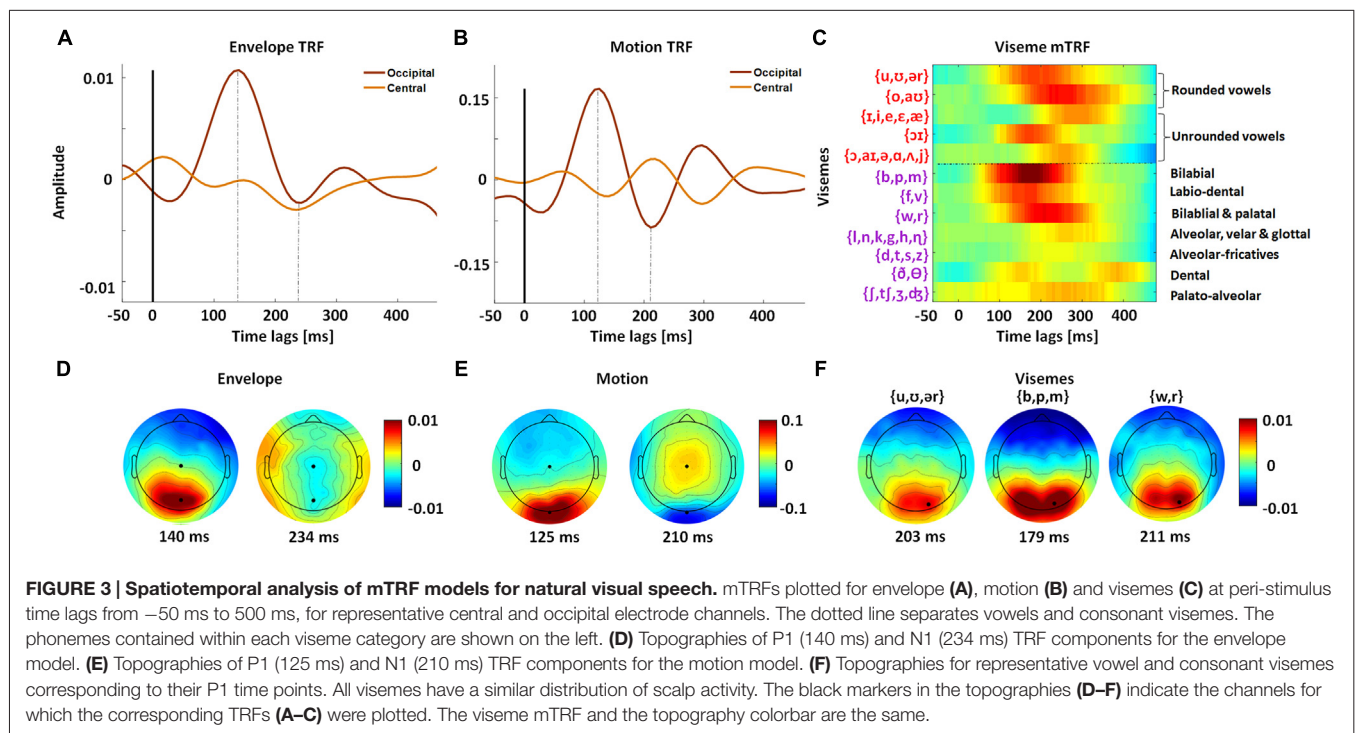 A
Envelope TRF
0.01
0
-0.01
Amplitude
Occipital
Central
-50 0 100 200 300 400
Time lags [ms]
B
Motion TRF
0.15
0
-0.15
Occipital
Central
-50 0 100 200 300 400
Time lags [ms]
C
Viseme mTRF
Visemes
{u,ʊ,ər}
{o,aʊ}
{ɪ,i,e,ɛ,æ}
{ɔɪ}
{ɔ,aɪ,ə,ɑ,ʌ,j}
{b,p,m}
{f,v}
{w,r}
{l,n,k,g,h,η}
{d,t,s,z}
{ð,Ɵ}
{ʃ,tʃ,ʒ,dʒ}
Rounded vowels
Unrounded vowels
Bilabial
Labio-dental
Bilablial & palatal
Alveolar, velar & glottal
Alveolar-fricatives
Dental
Palato-alveolar
-50 0 100 200 300 400
Time lags [ms]
D
Envelope
0.01
0
-0.01
140 ms 234 ms
E
Motion
0.1
0
-0.1
125 ms 210 ms
F
Visemes
{u,ʊ,ər} {b,p,m} {w,r}
0.01
0
-0.01
203 ms 179 ms 211 ms
FIGURE 3 | Spatiotemporal analysis of mTRF models for natural visual speech. mTRFs plotted for envelope (A), motion (B) and visemes (C) at peri-stimulus
time lags from −50 ms to 500 ms, for representative central and occipital electrode channels. The dotted line separates vowels and consonant visemes. The
phonemes contained within each viseme category are shown on the left. (D) Topographies of P1 (140 ms) and N1 (234 ms) TRF components for the envelope
model. (E) Topographies of P1 (125 ms) and N1 (210 ms) TRF components for the motion model. (F) Topographies for representative vowel and consonant visemes
corresponding to their P1 time points. All visemes have a similar distribution of scalp activity. The black markers in the topographies (D–F) indicate the channels for
which the corresponding TRFs (A–C) were plotted. The viseme mTRF and the topography colorbar are the same.